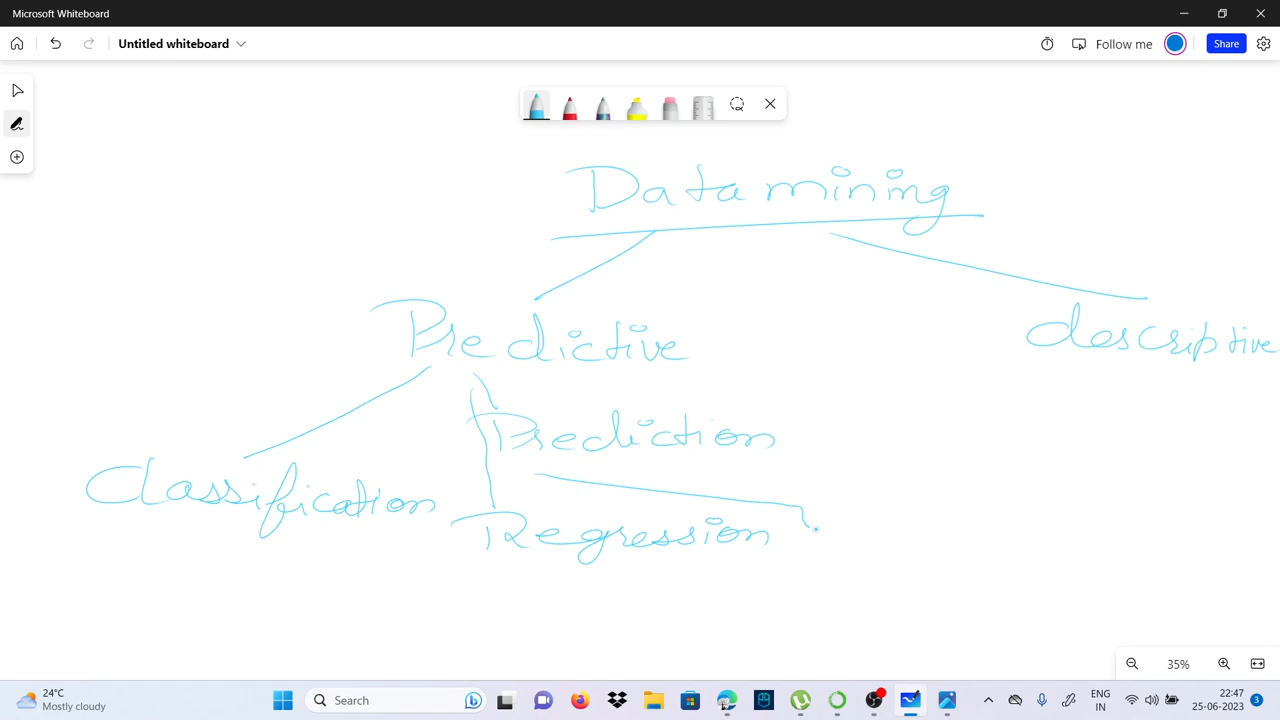 Microsoft Whiteboard
Untitled whiteboard
Follow me
Share
Data mining
Predictive
descriptive
Prediction
Classification
Regression
35%
24°C
Mostly cloudy
Search
ENG
IN
22:47
25-06-2023
3